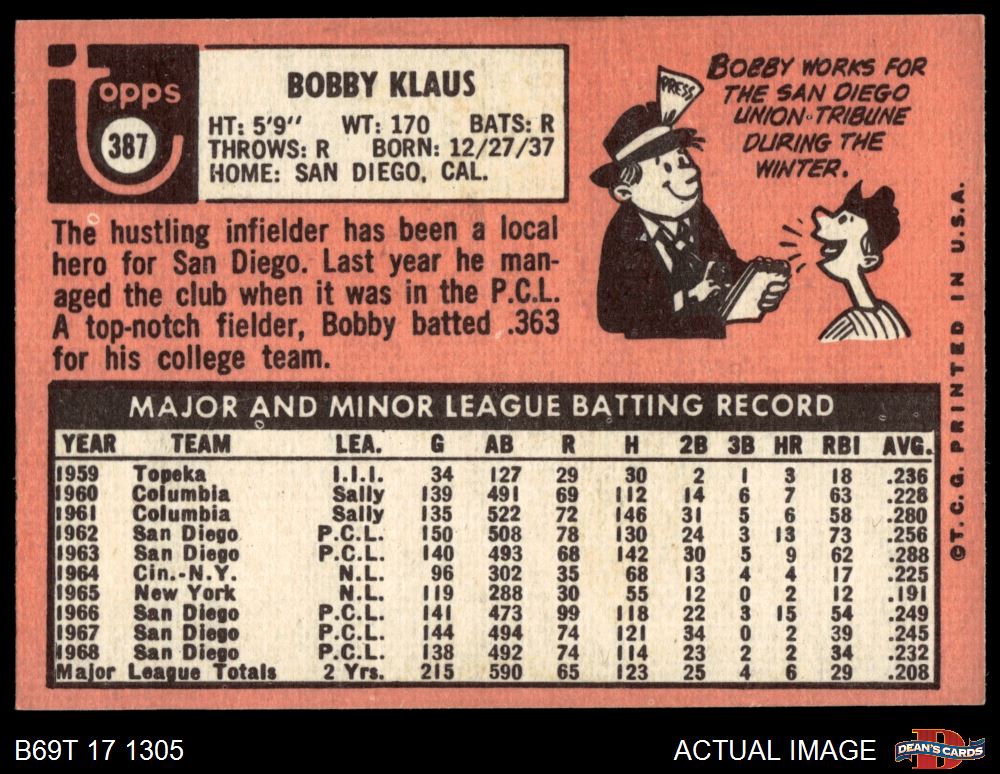 topps
387
BOBBY KLAUS
HT: 5'9" WT: 170 BATS: R
THROWS: R BORN: 12/27/37
HOME: SAN DIEGO, CAL.
PRESS
BOBBY WORKS FOR
THE SAN DIEGO
UNION-TRIBUNE
DURING THE
WINTER.
The hustling infielder has been a local
hero for San Diego. Last year he man-
aged the club when it was in the P.C.L.
A top-notch fielder, Bobby batted .363
for his college team.
©T. C. G. PRINTED IN U.S.A.
MAJOR AND MINOR LEAGUE BATTING RECORD
YEAR TEAM LEA. G AB R H 2B 3B HR RBI AVG.
1959 Topeka I.I.I. 34 127 29 30 2 1 3 18 .236
1960 Columbia Sally 139 491 69 112 14 6 7 63 .228
1961 Columbia Sally 135 522 72 146 31 5 6 58 .280
1962 San Diego P.C.L. 150 508 78 130 24 3 13 73 .256
1963 San Diego P.C.L. 140 493 68 142 30 5 9 62 .288
1964 Cin.-N.Y. N.L. 96 302 35 68 13 4 4 17 .225
1965 New York N.L. 119 288 30 55 12 0 2 12 .191
1966 San Diego P.C.L. 141 473 99 118 22 3 15 54 .249
1967 San Diego P.C.L. 144 494 74 121 34 0 2 39 .245
1968 San Diego P.C.L. 138 492 74 114 23 2 2 34 .232
Major League Totals 2 Yrs. 215 590 65 123 25 4 6 29 .208
B69T 17 1305
ACTUAL IMAGE
D
DEAN'S CARDS